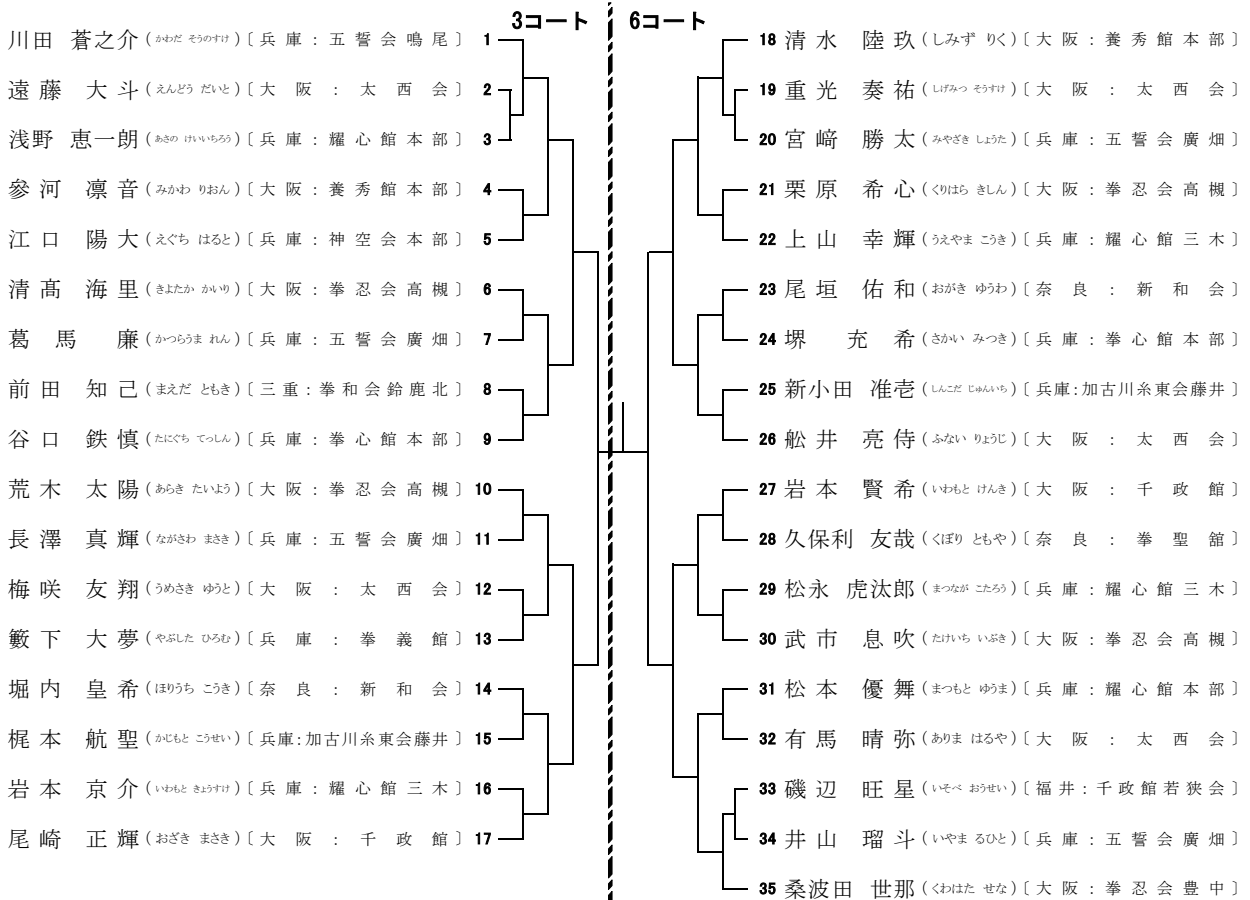 3コート 6コート
川田 蒼之介 (かわだ そうのすけ) 〔兵庫:五誓会鳴尾〕 1
遠藤 大斗 (えんどう だいと) 〔大阪:太西会〕 2
浅野 恵一朗 (あさの けいいちろう) 〔兵庫:耀心館本部〕 3
參河 凛音 (みかわ りおん) 〔大阪:養秀館本部〕 4
江口 陽大 (えぐち はると) 〔兵庫:神空会本部〕 5
清髙 海里 (きよたか かいり) 〔大阪:拳忍会高槻〕 6
葛馬 廉 (かつらうま れん) 〔兵庫:五誓会廣畑〕 7
前田 知己 (まえだ ともき) 〔三重:拳和会鈴鹿北〕 8
谷口 鉄慎 (たにぐち てっしん) 〔兵庫:拳心館本部〕 9
荒木 太陽 (あらき たいよう) 〔大阪:拳忍会高槻〕 10
長澤 真輝 (ながさわ まさき) 〔兵庫:五誓会廣畑〕 11
梅咲 友翔 (うめさき ゆうと) 〔大阪:太西会〕 12
籔下 大夢 (やぶした ひろむ) 〔兵庫:拳義館〕 13
堀内 皇希 (ほりうち こうき) 〔奈良:新和会〕 14
梶本 航聖 (かじもと こうせい) 〔兵庫:加古川糸東会藤井〕 15
岩本 京介 (いわもと きょうすけ) 〔兵庫:耀心館三木〕 16
尾崎 正輝 (おざき まさき) 〔大阪:千政館〕 17
18 清水 陸玖 (しみず りく) 〔大阪:養秀館本部〕
19 重光 奏祐 (しげみつ そうすけ) 〔大阪:太西会〕
20 宮﨑 勝太 (みやざき しょうた) 〔兵庫:五誓会廣畑〕
21 栗原 希心 (くりはら きしん) 〔大阪:拳忍会高槻〕
22 上山 幸輝 (うえやま こうき) 〔兵庫:耀心館三木〕
23 尾垣 佑和 (おがき ゆうわ) 〔奈良:新和会〕
24 堺 充希 (さかい みつき) 〔兵庫:拳心館本部〕
25 新小田 准壱 (しんこだ じゅんいち) 〔兵庫:加古川糸東会藤井〕
26 舩井 亮侍 (ふない りょうじ) 〔大阪:太西会〕
27 岩本 賢希 (いわもと けんき) 〔大阪:千政館〕
28 久保利 友哉 (くぼり ともや) 〔奈良:拳聖舘〕
29 松永 虎汰郎 (まつなが こたろう) 〔兵庫:耀心館三木〕
30 武市 息吹 (たけいち いぶき) 〔大阪:拳忍会高槻〕
31 松本 優舞 (まつもと ゆうま) 〔兵庫:耀心館本部〕
32 有馬 晴弥 (ありま はるや) 〔大阪:太西会〕
33 磯辺 旺星 (いそべ おうせい) 〔福井:千政館若狭会〕
34 井山 瑠斗 (いやま るひと) 〔兵庫:五誓会廣畑〕
35 桑波田 世那 (くわはた せな) 〔大阪:拳忍会豊中〕